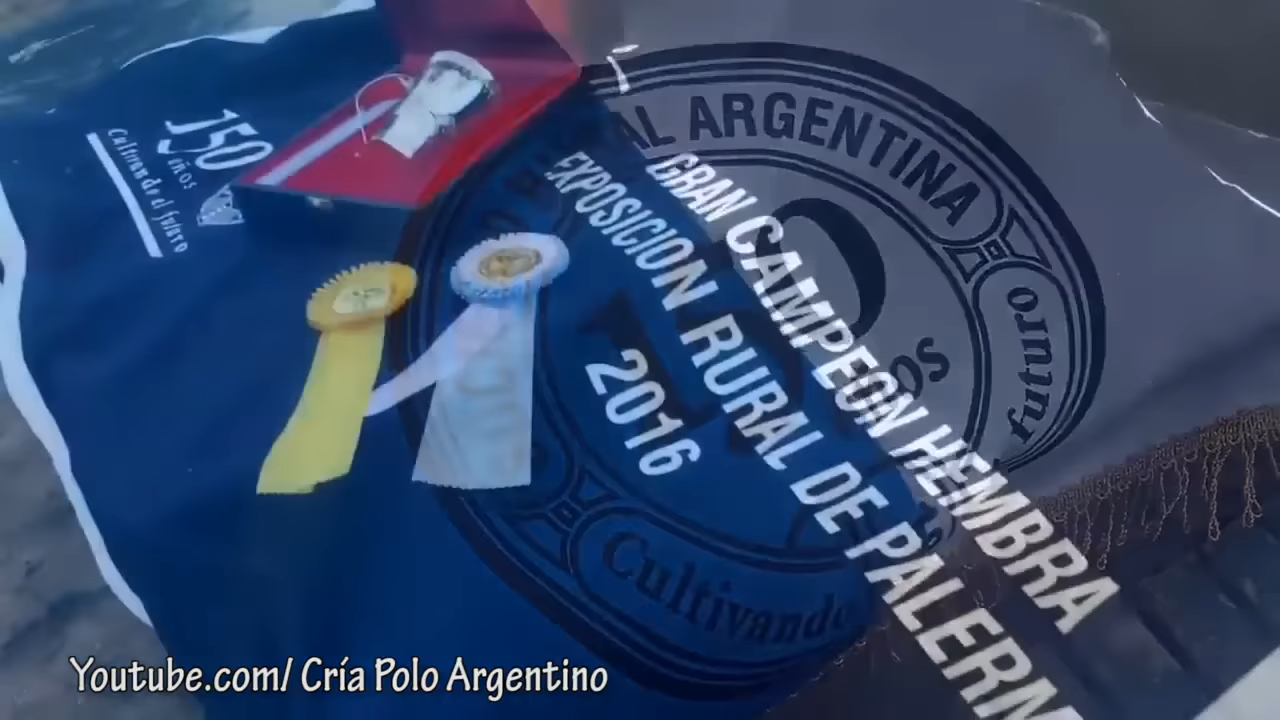 150
años
Cultivando el futuro
AL ARGENTINA
GRAN CAMPEON HEMBRA
EXPOSICION RURAL DE PALERM
2016
OS
futuro
Cultivando
Youtube.com/ Cría Polo Argentino